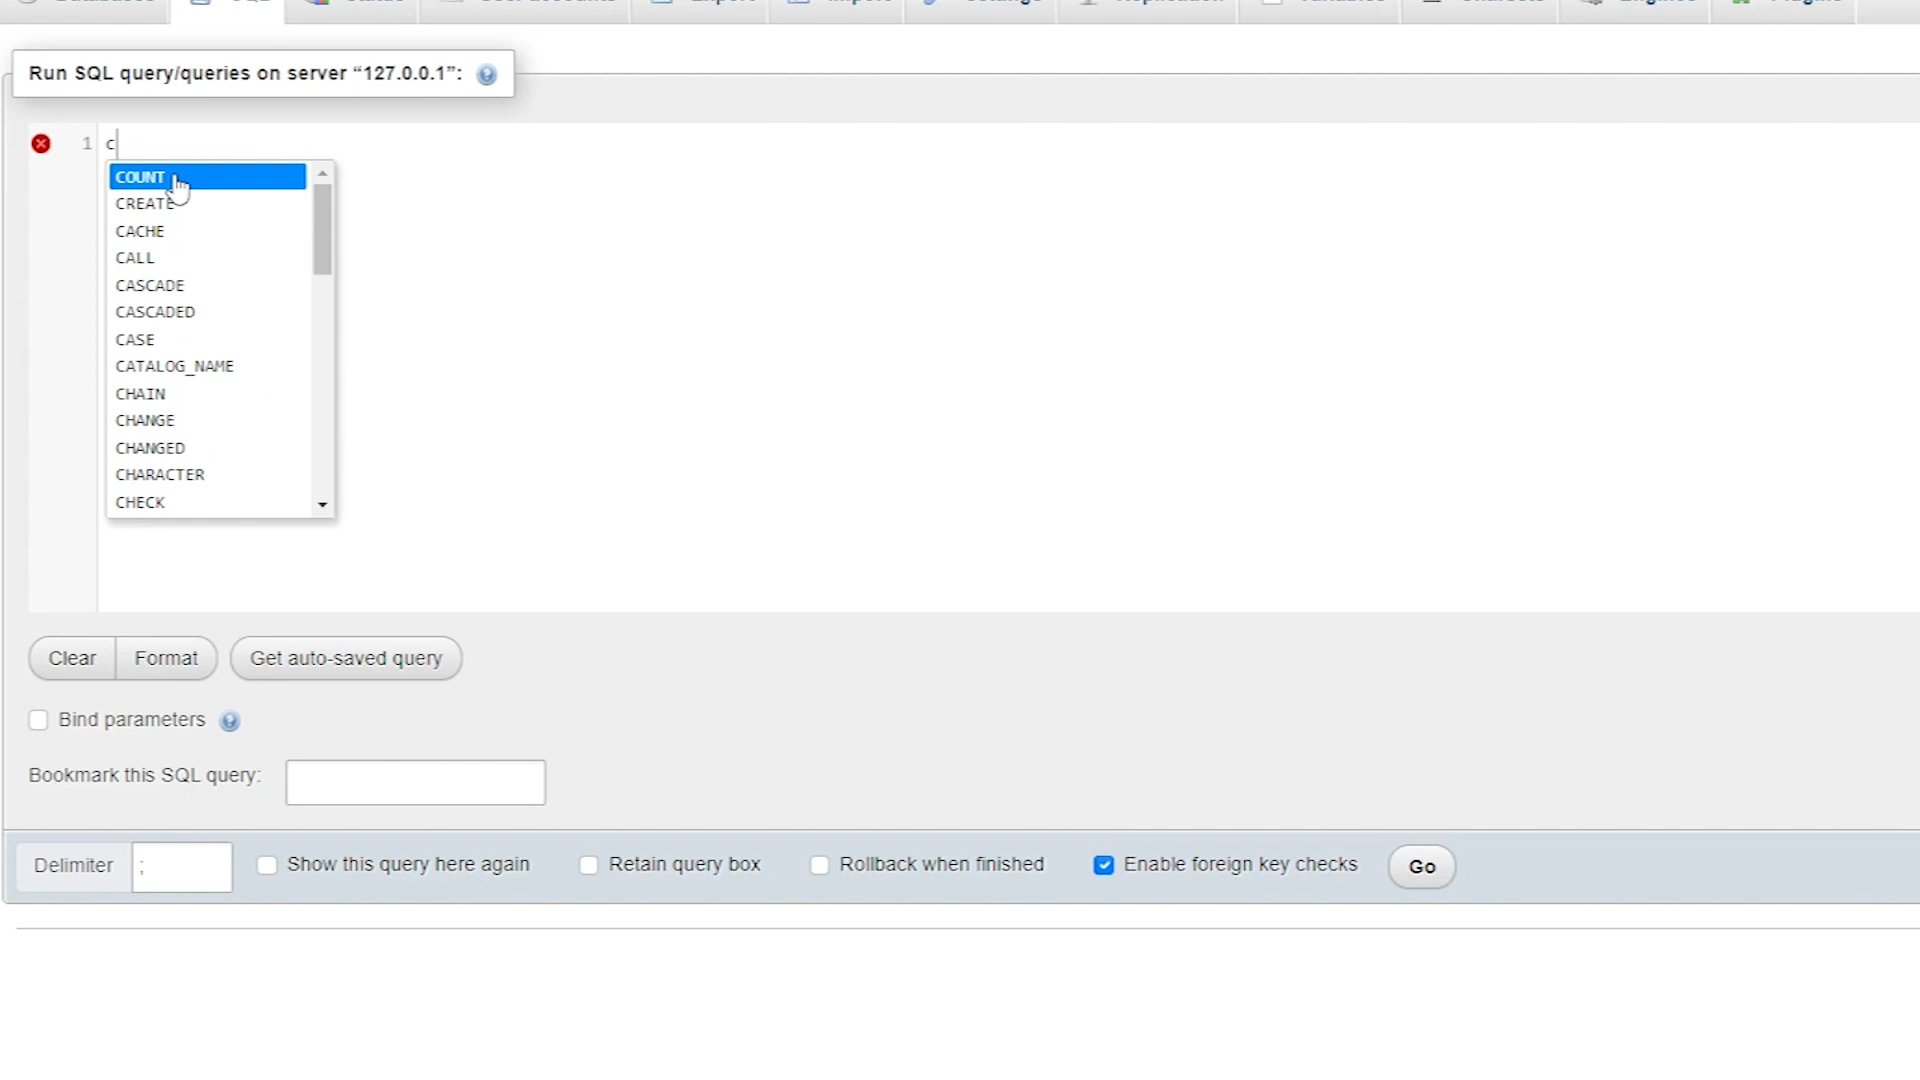 Run SQL query/queries on server “127.0.0.1”:
1 c
COUNT
CREATE
CACHE
CALL
CASCADE
CASCADED
CASE
CATALOG_NAME
CHAIN
CHANGE
CHANGED
CHARACTER
CHECK
Clear Format Get auto-saved query
Bind parameters
Bookmark this SQL query:
Delimiter ; Show this query here again Retain query box Rollback when finished Enable foreign key checks Go